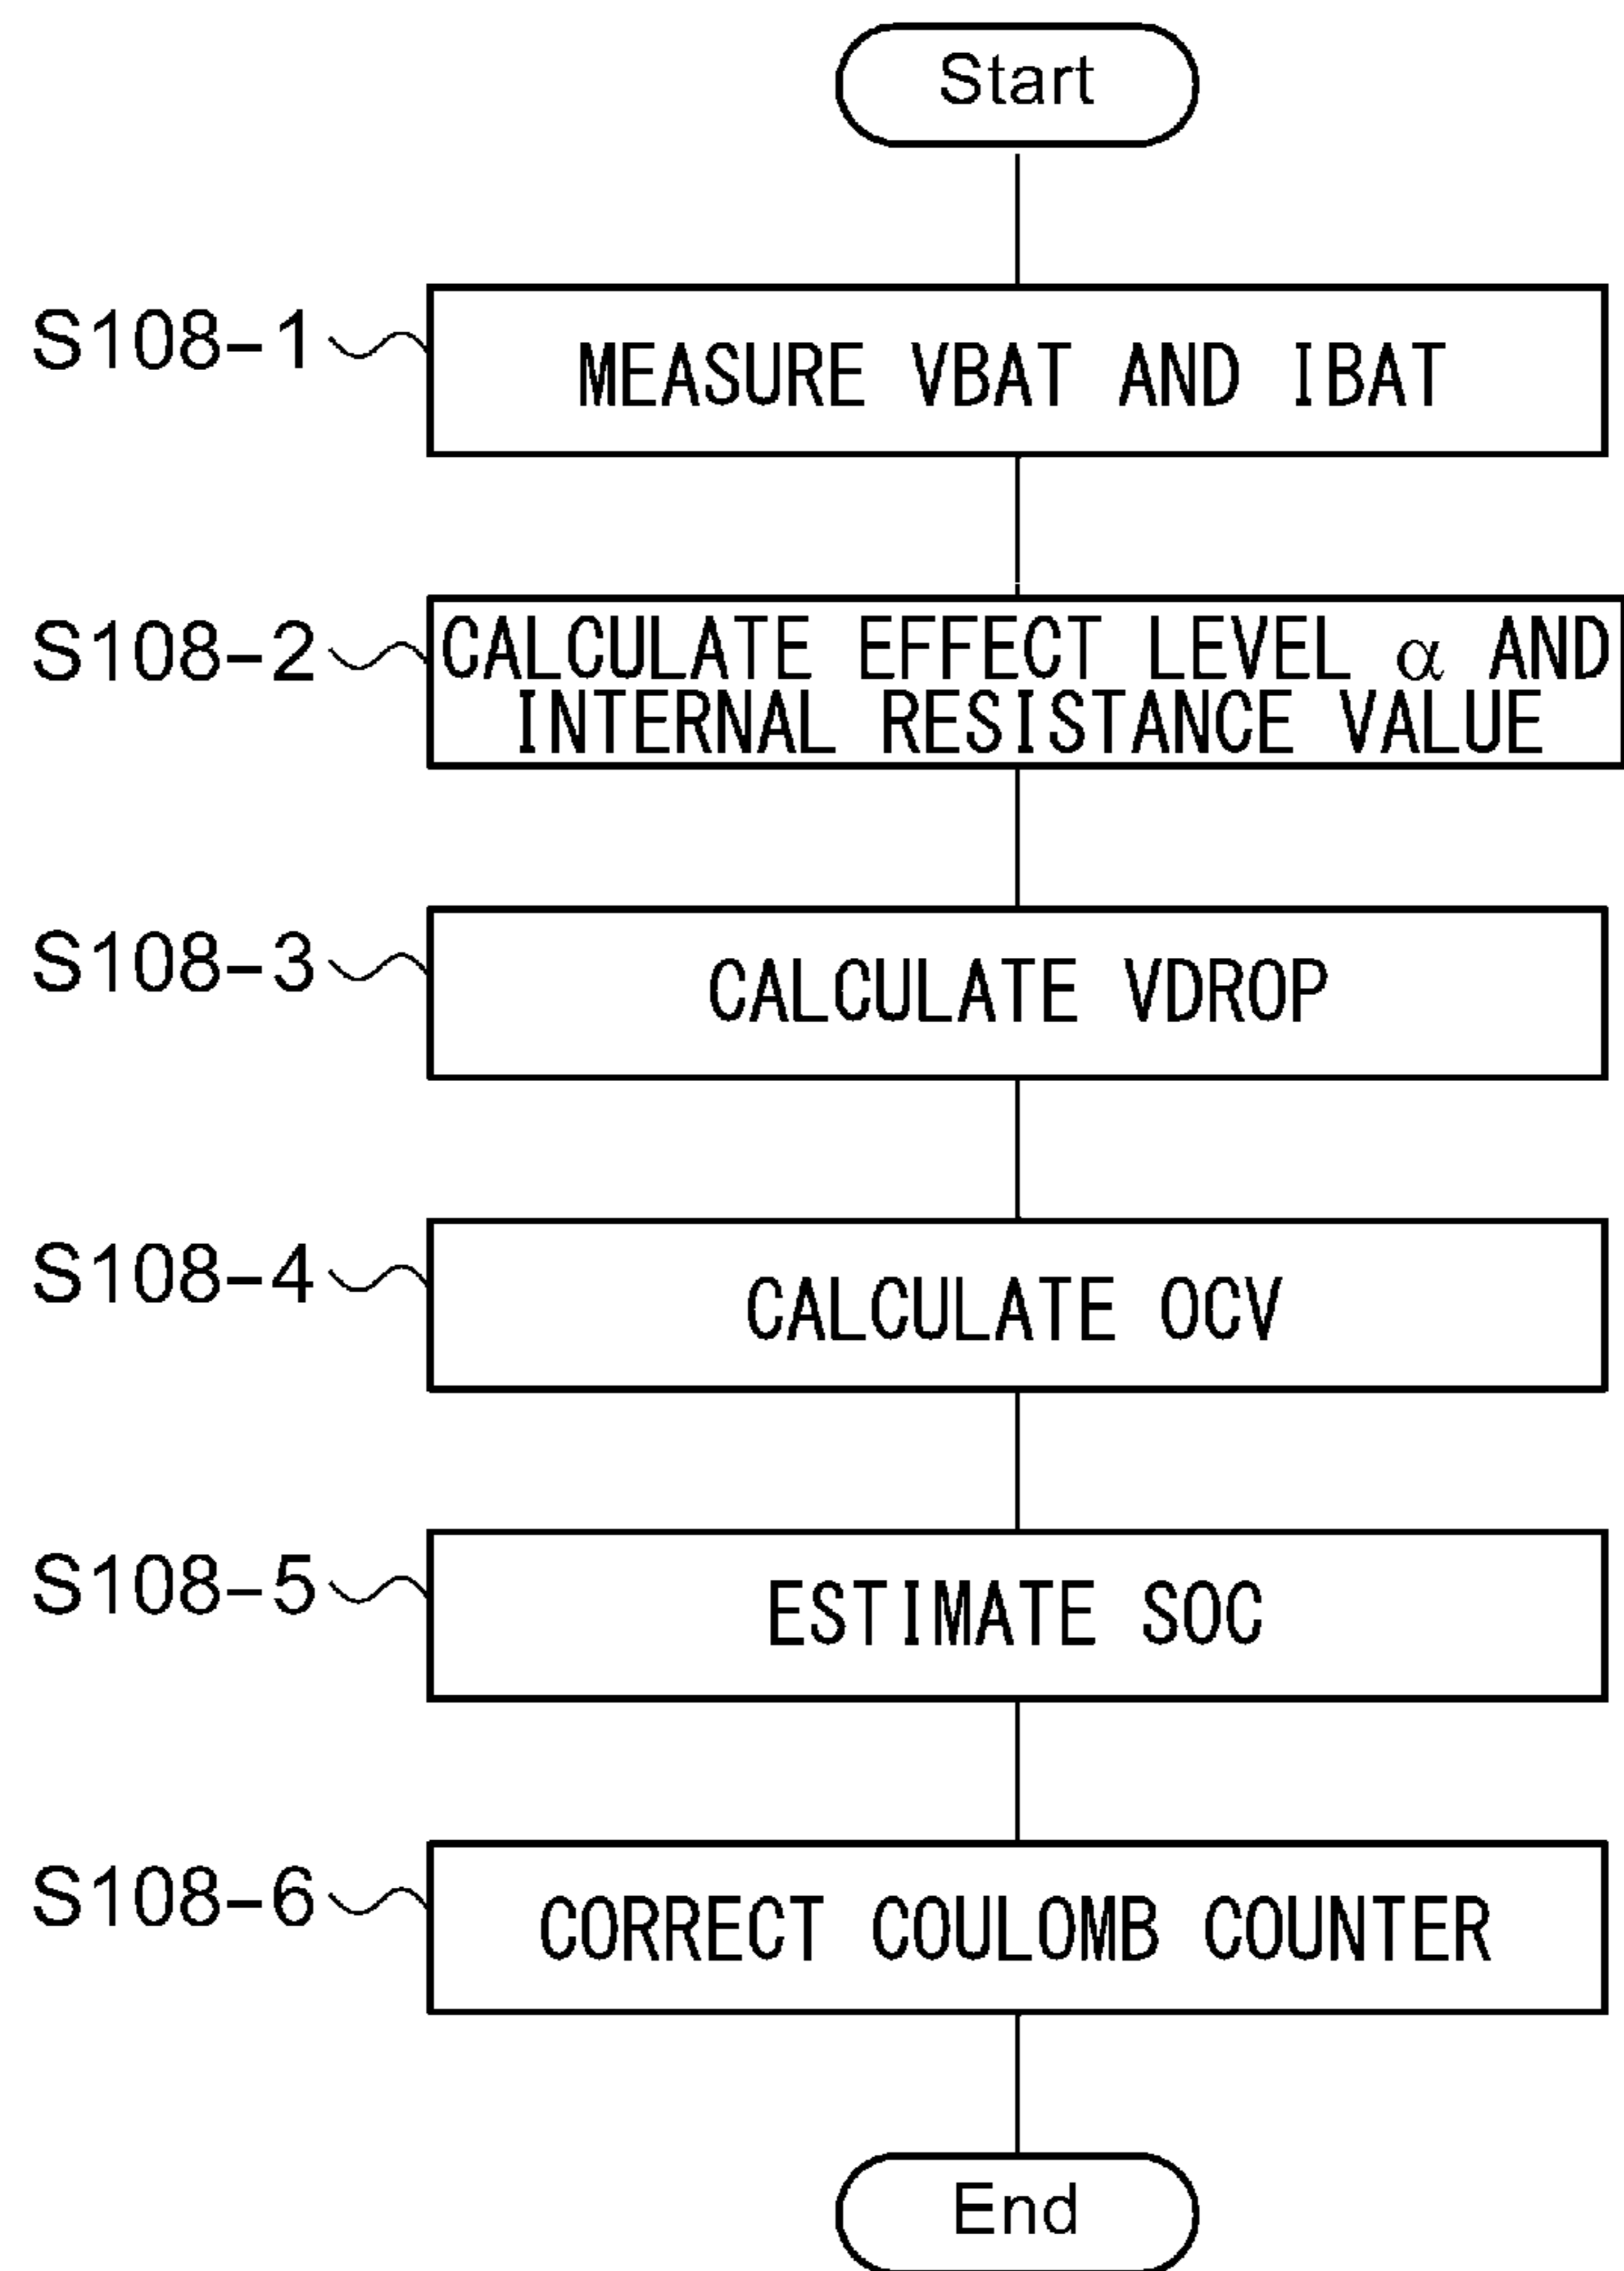 Start
S108-1
MEASURE VBAT AND IBAT
S108-2
CALCULATE EFFECT LEVEL α AND
INTERNAL RESISTANCE VALUE
S108-3
CALCULATE VDROP
S108-4
CALCULATE OCV
S108-5
ESTIMATE SOC
S108-6
CORRECT COULOMB COUNTER
End